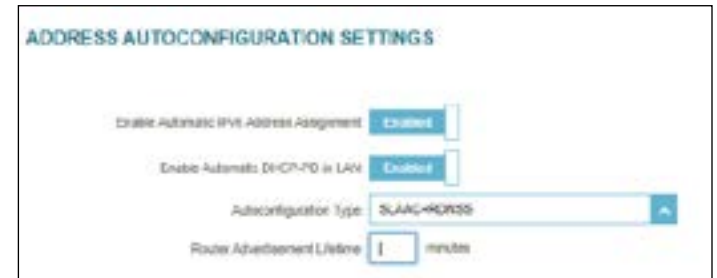 ADDRESS AUTOCONFIGURATION SETTINGS
Enable Automatic IPv6 Address Assignment Enabled
Enable Automatic DHCP-PD in LAN Enabled
Autoconfiguration Type SLAAC+RDNSS
Router Advertisement Lifetime minutes